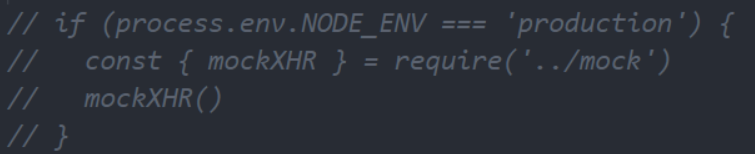 // if (process.env.NODE_ENV === 'production') {
//   const { mockXHR } = require('../mock')
//   mockXHR()
// }